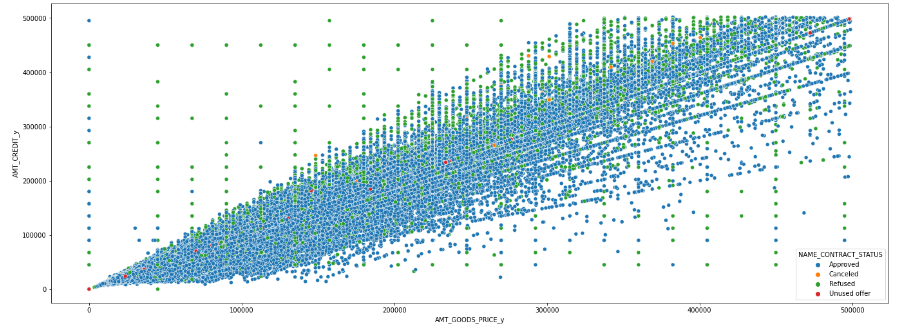 500000
400000
300000
200000
100000
0
AMT_CREDIT_y
0
100000
200000
300000
400000
500000
AMT_GOODS_PRICE_y
NAME_CONTRACT_STATUS
Approved
Canceled
Refused
Unused offer